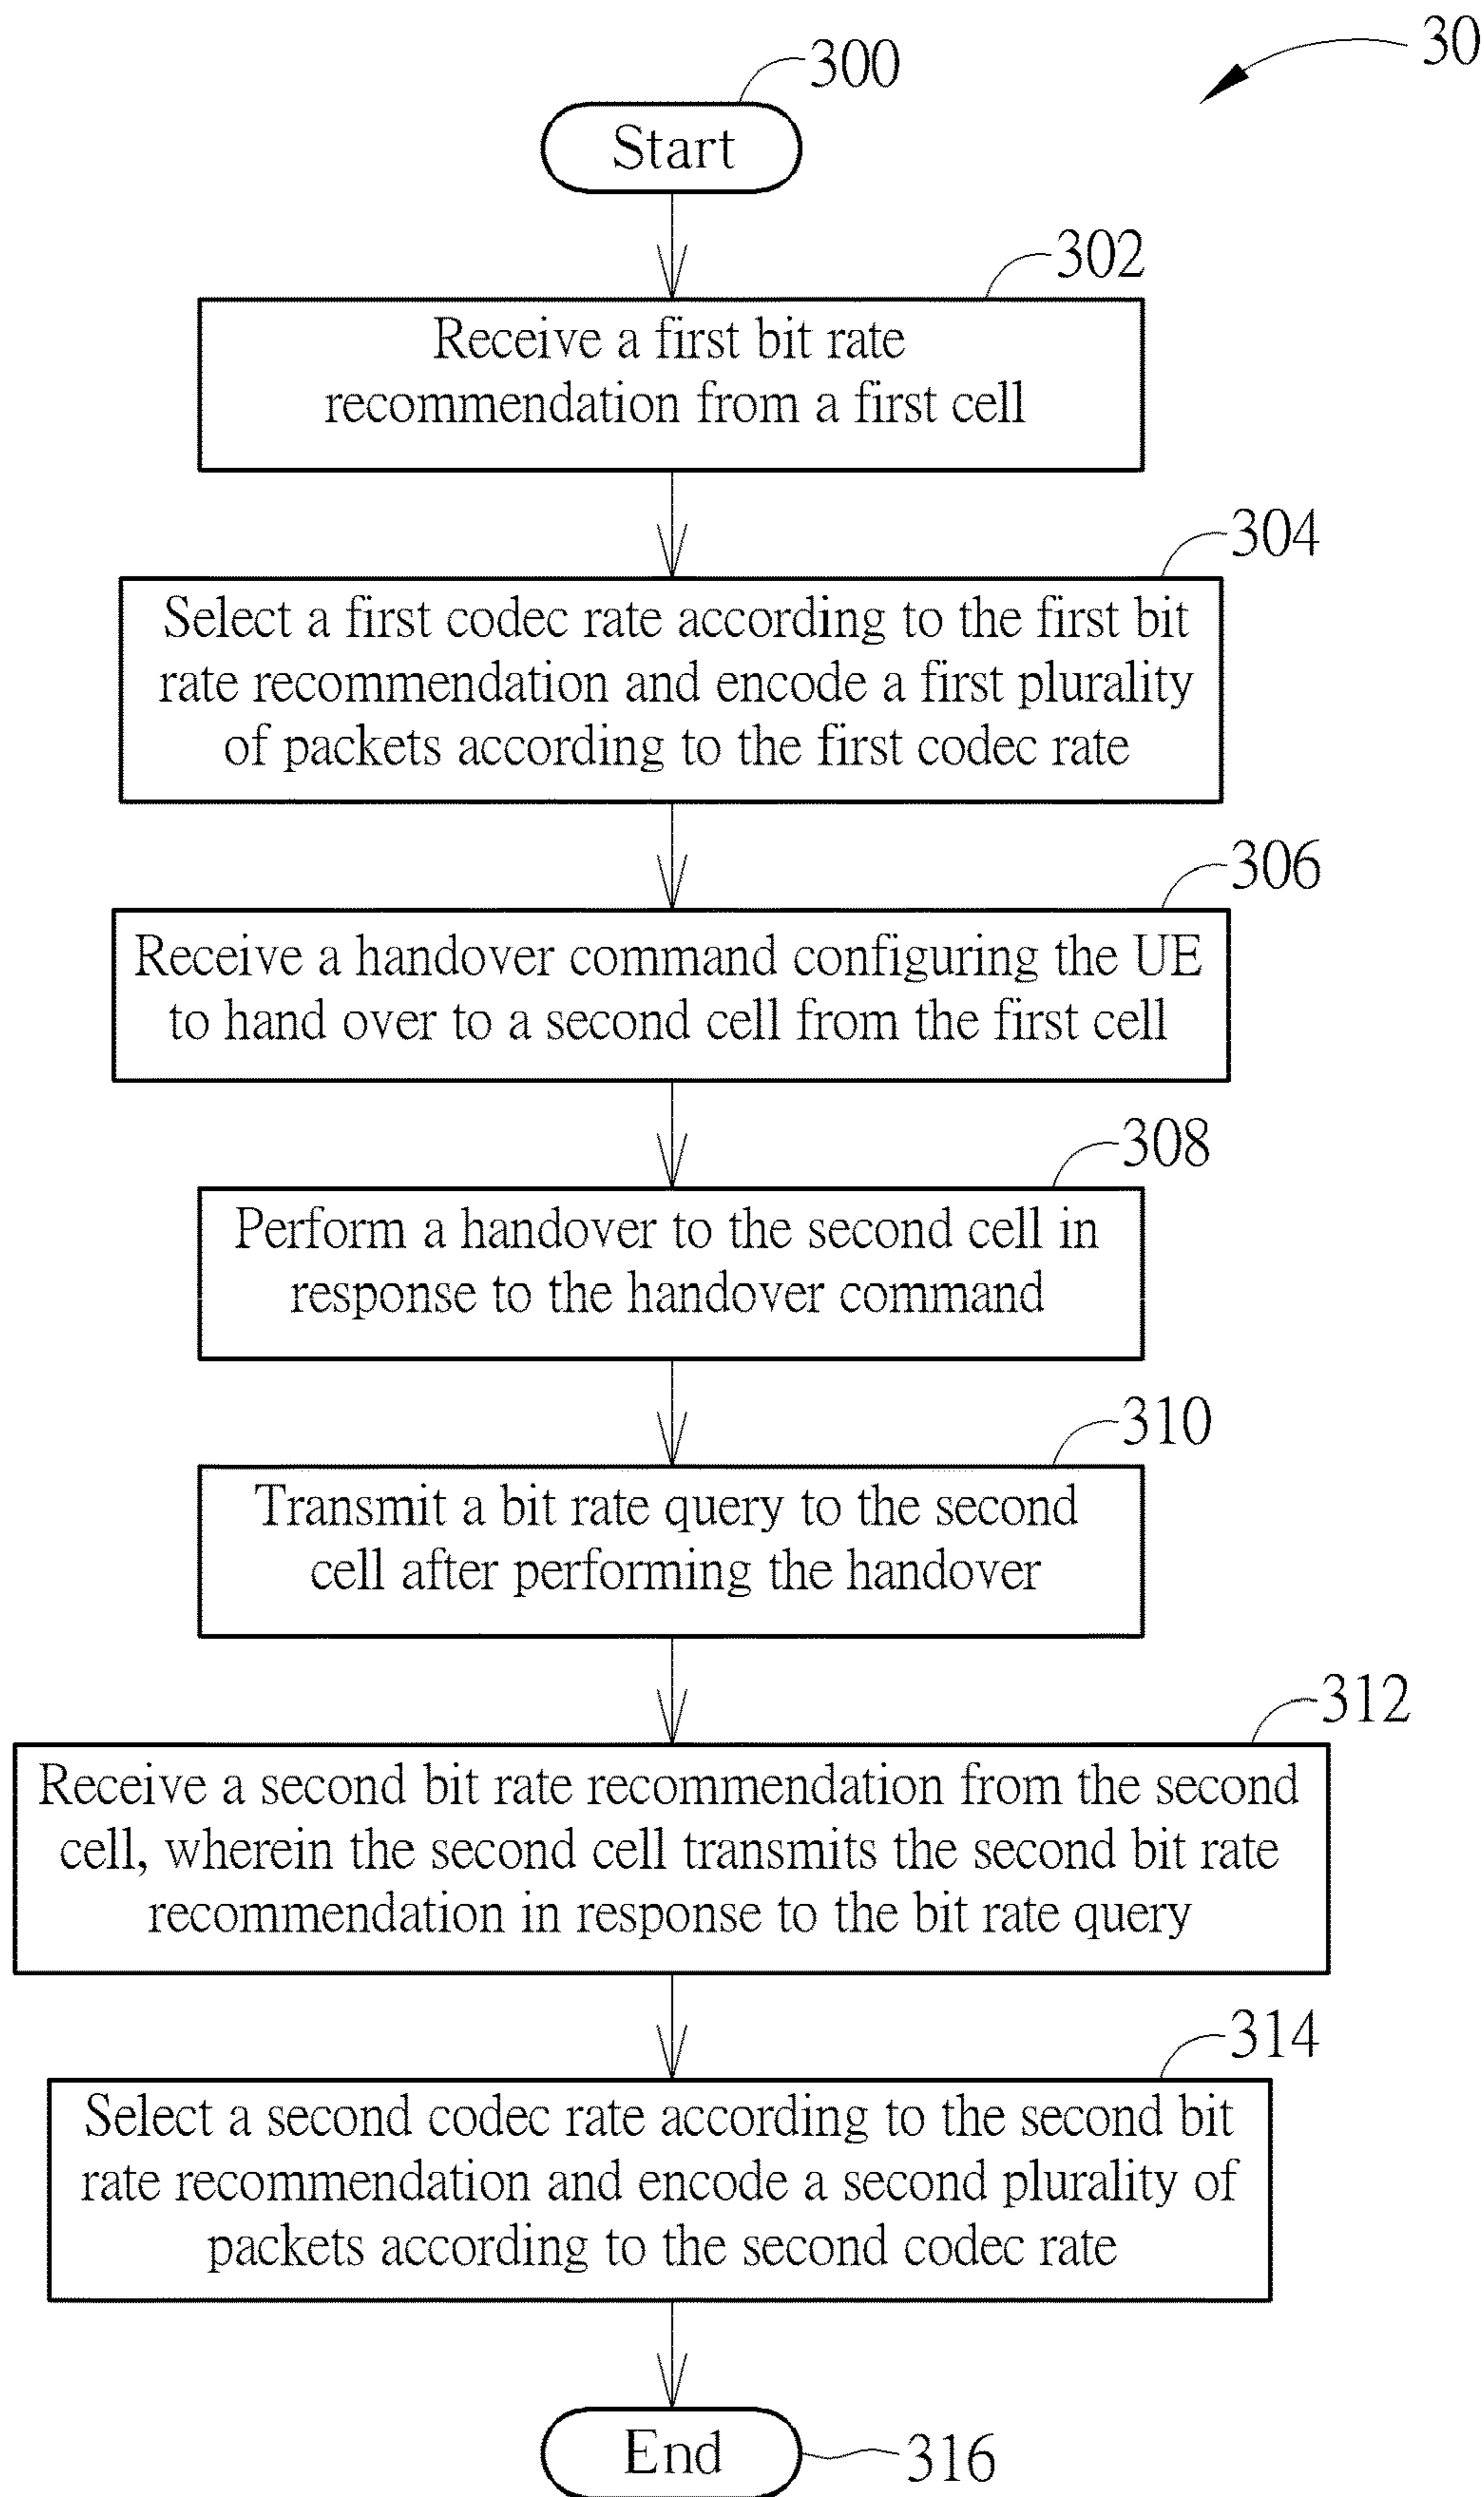 30
300
Start
302
Receive a first bit rate
recommendation from a first cell
304
Select a first codec rate according to the first bit
rate recommendation and encode a first plurality
of packets according to the first codec rate
306
Receive a handover command configuring the UE
to hand over to a second cell from the first cell
308
Perform a handover to the second cell in
response to the handover command
310
Transmit a bit rate query to the second
cell after performing the handover
312
Receive a second bit rate recommendation from the second
cell, wherein the second cell transmits the second bit rate
recommendation in response to the bit rate query
314
Select a second codec rate according to the second bit
rate recommendation and encode a second plurality of
packets according to the second codec rate
End
316